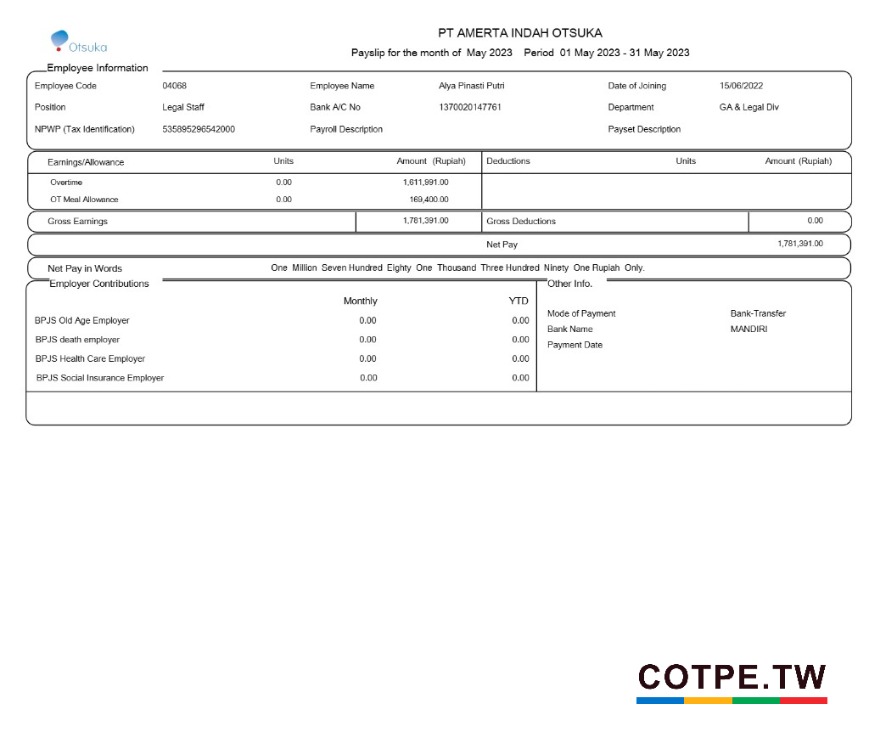 Otsuka
PT AMERTA INDAH OTSUKA
Payslip for the month of May 2023 Period 01 May 2023 - 31 May 2023
Employee Information
Employee Code 04068 Employee Name Alya Pinasti Putri Date of Joining 15/06/2022
Position Legal Staff Bank A/C No 1370020147761 Department GA & Legal Div
NPWP (Tax Identification) 535895296542000 Payroll Description Payset Description
Earnings/Allowance Units Amount (Rupiah) Deductions Units Amount (Rupiah)
Overtime 0.00 1,611,991.00
OT Meal Allowance 0.00 169,400.00
Gross Earnings 1,781,391.00 Gross Deductions 0.00
Net Pay 1,781,391.00
Net Pay in Words One Million Seven Hundred Eighty One Thousand Three Hundred Ninety One Rupiah Only.
Employer Contributions Other Info.
Monthly YTD
Mode of Payment Bank-Transfer
BPJS Old Age Employer 0.00 0.00
Bank Name MANDIRI
BPJS death employer 0.00 0.00
Payment Date
BPJS Health Care Employer 0.00 0.00
BPJS Social Insurance Employer 0.00 0.00
COTPE.TW